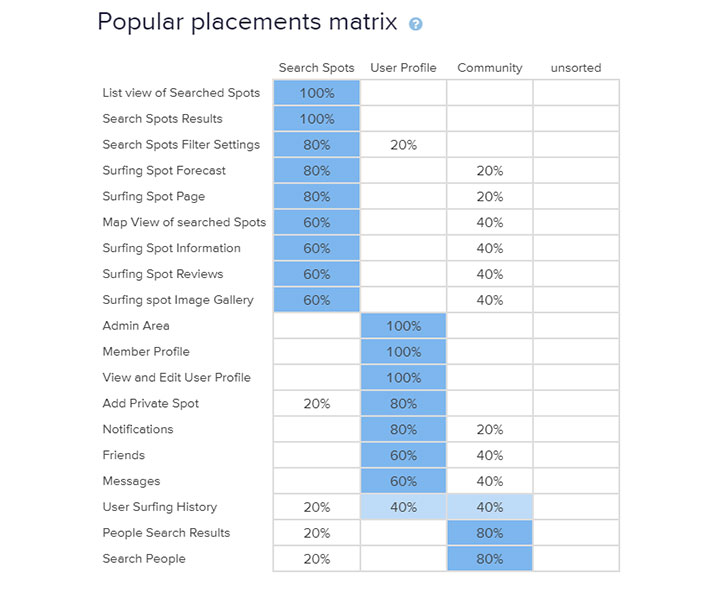 Popular placements matrix ?
Search Spots User Profile Community unsorted
List view of Searched Spots 100%
Search Spots Results 100%
Search Spots Filter Settings 80% 20%
Surfing Spot Forecast 80% 20%
Surfing Spot Page 80% 20%
Map View of searched Spots 60% 40%
Surfing Spot Information 60% 40%
Surfing Spot Reviews 60% 40%
Surfing spot Image Gallery 60% 40%
Admin Area 100%
Member Profile 100%
View and Edit User Profile 100%
Add Private Spot 20% 80%
Notifications 80% 20%
Friends 60% 40%
Messages 60% 40%
User Surfing History 20% 40% 40%
People Search Results 20% 80%
Search People 20% 80%